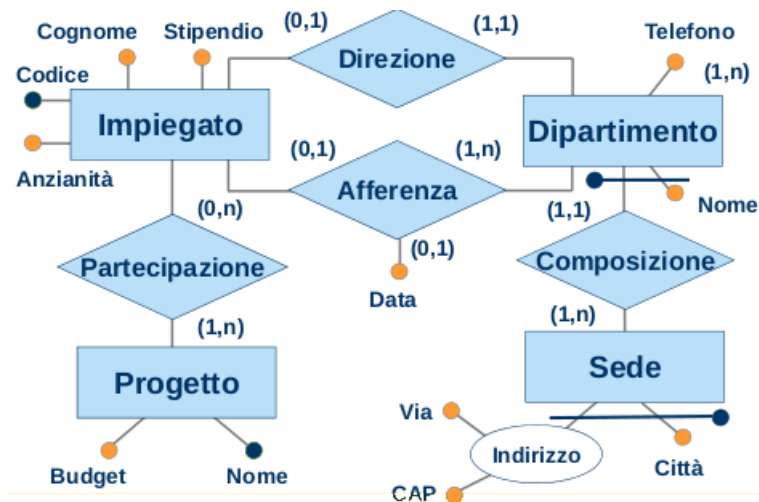 (0,1)
(1,1)
Cognome
Stipendio
Telefono
Direzione
Codice
(1,n)
Impiegato
Dipartimento
(0,1)
(1,n)
Anzianità
Afferenza
(0,n)
(1,1)
Nome
(0,1)
Partecipazione
Composizione
Data
(1,n)
(1,n)
Sede
Progetto
Via
Indirizzo
Città
Budget
Nome
CAP